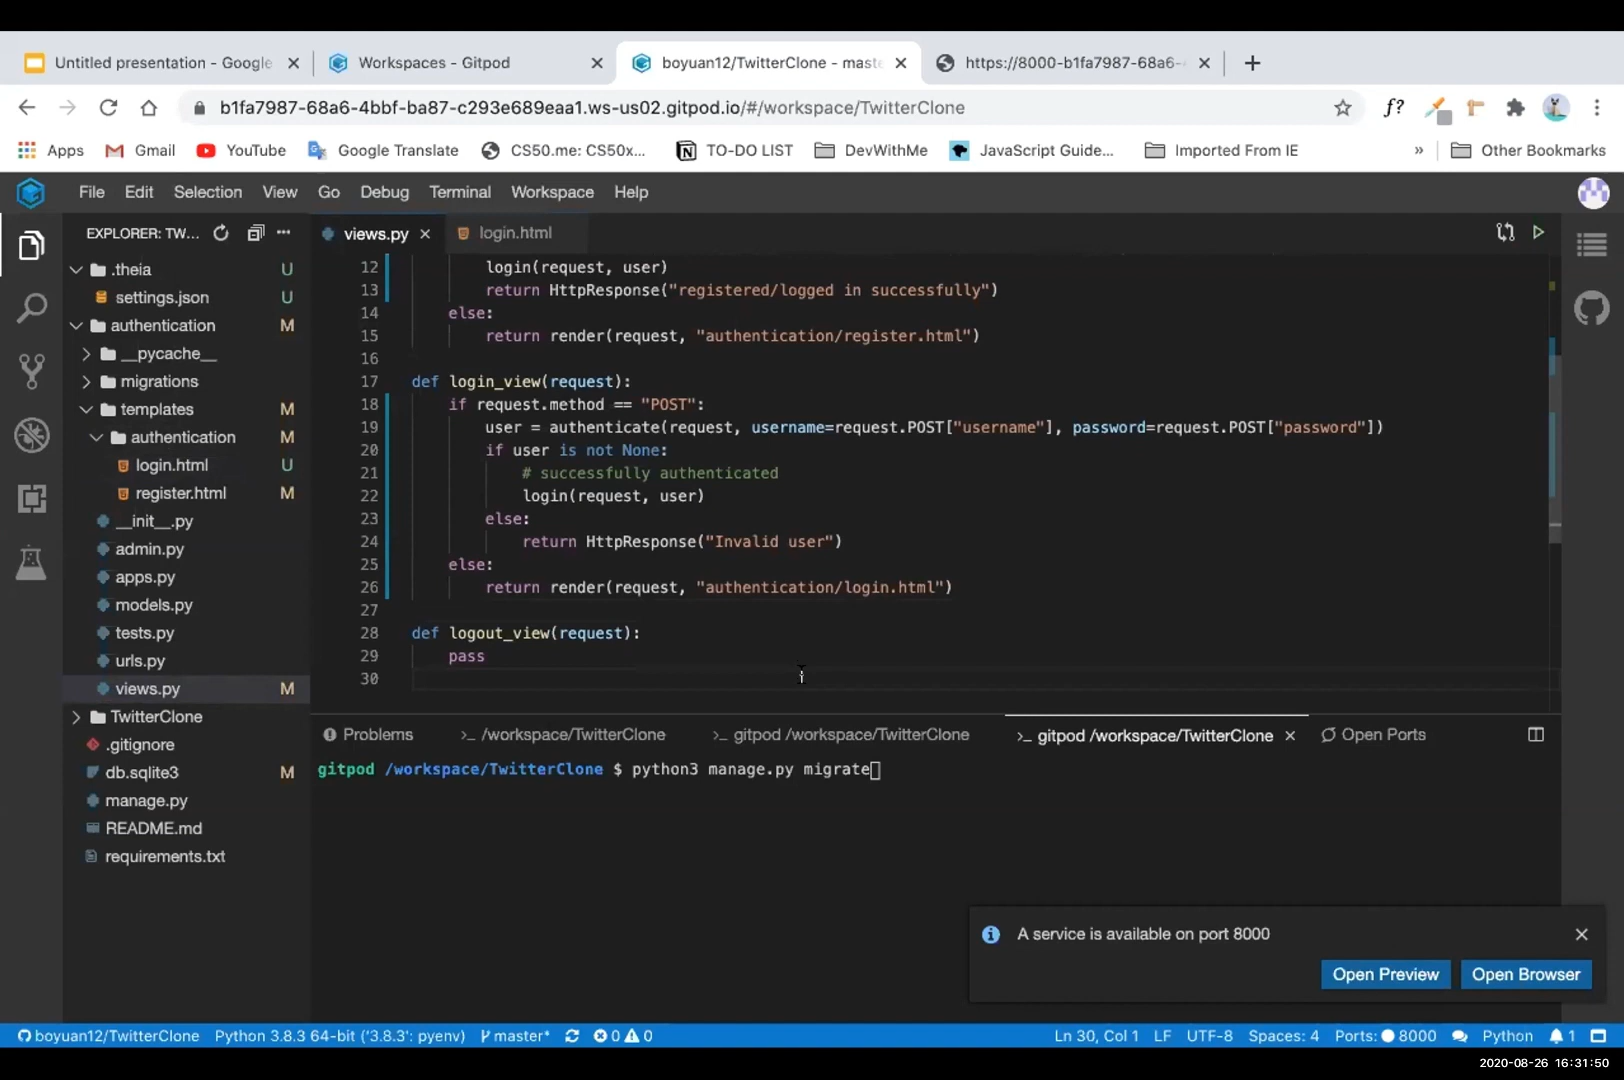 Untitled presentation - Google
Workspaces - Gitpod
boyuan12/TwitterClone - mast
https://8000-b1fa7987-68a6-
b1fa7987-68a6-4bbf-ba87-c293e689eaa1.ws-us02.gitpod.io/#/workspace/TwitterClone
f?
Apps Gmail YouTube Google Translate CS50.me: CS50x... TO-DO LIST DevWithMe JavaScript Guide... Imported From IE » Other Bookmarks
File Edit Selection View Go Debug Terminal Workspace Help
EXPLORER: TW...
.theia U
settings.json U
authentication M
__pycache__
migrations
templates M
authentication M
login.html U
register.html M
__init__.py
admin.py
apps.py
models.py
tests.py
urls.py
views.py M
TwitterClone
.gitignore
db.sqlite3 M
manage.py
README.md
requirements.txt
views.py
login.html
12 login(request, user)
13 return HttpResponse("registered/logged in successfully")
14 else:
15 return render(request, "authentication/register.html")
16
17 def login_view(request):
18 if request.method == "POST":
19 user = authenticate(request, username=request.POST["username"], password=request.POST["password"])
20 if user is not None:
21 # successfully authenticated
22 login(request, user)
23 else:
24 return HttpResponse("Invalid user")
25 else:
26 return render(request, "authentication/login.html")
27
28 def logout_view(request):
29 pass
30
Problems >_ /workspace/TwitterClone >_ gitpod /workspace/TwitterClone >_ gitpod /workspace/TwitterClone Open Ports
gitpod /workspace/TwitterClone $ python3 manage.py migrate
A service is available on port 8000
Open Preview Open Browser
boyuan12/TwitterClone Python 3.8.3 64-bit ('3.8.3': pyenv) master* 0 0 Ln 30, Col 1 LF UTF-8 Spaces: 4 Ports: 8000 Python 1
2020-08-26 16:31:50